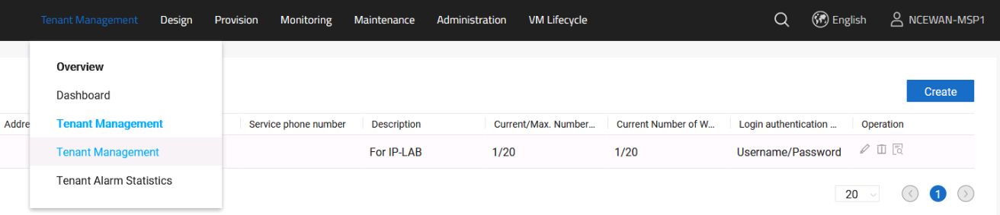 Tenant Management Design Provision Monitoring Maintenance Administration VM Lifecycle English NCEWAN-MSP1
Overview
Dashboard
Create
Tenant Management
Service phone number Description Current/Max. Number... Current Number of W... Login authentication ... Operation
Tenant Management
For IP-LAB 1/20 1/20 Username/Password
Tenant Alarm Statistics
20 1